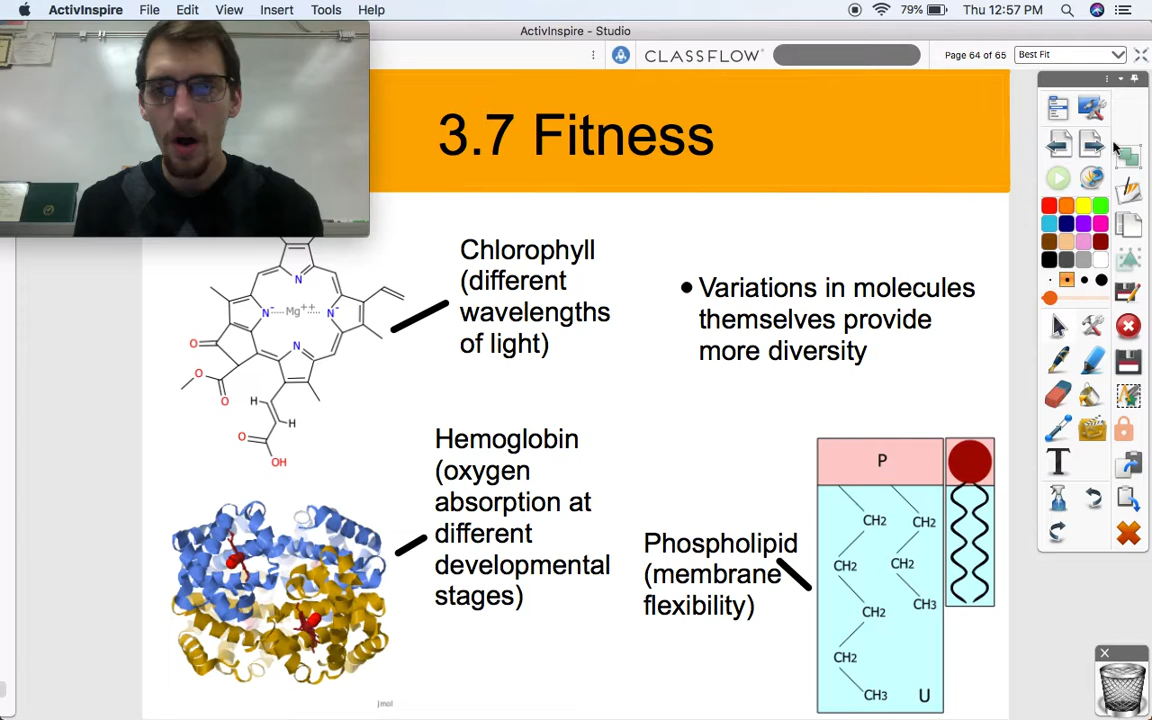 ActivInspire File Edit View Insert Tools Help 79% Thu 12:57 PM
ActivInspire - Studio
CLASSFLOW Page 64 of 65 Best Fit
3.7 Fitness
Chlorophyll
(different
wavelengths
of light)
• Variations in molecules
themselves provide
more diversity
N
N-
Mg++
N-
N
O
O
O
H
H
O
OH
Hemoglobin
(oxygen
absorption at
different
developmental
stages)
jmol
Phospholipid
(membrane
flexibility)
P
CH2
CH2
CH2
CH2
CH2
CH3
CH2
CH3
U
T